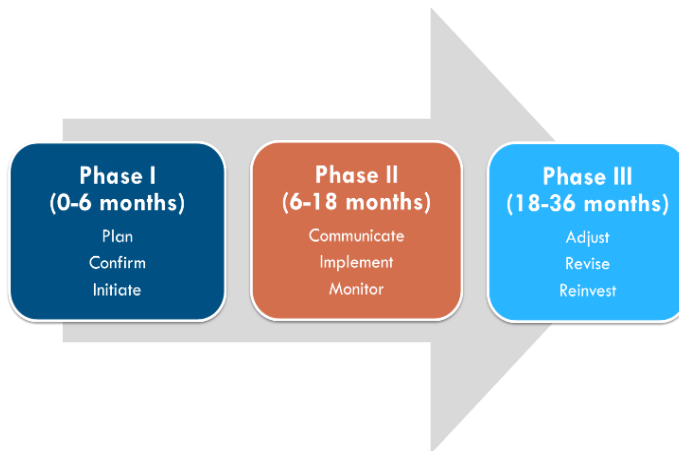 Phase I
(0-6 months)
Plan
Confirm
Initiate
Phase II
(6-18 months)
Communicate
Implement
Monitor
Phase III
(18-36 months)
Adjust
Revise
Reinvest